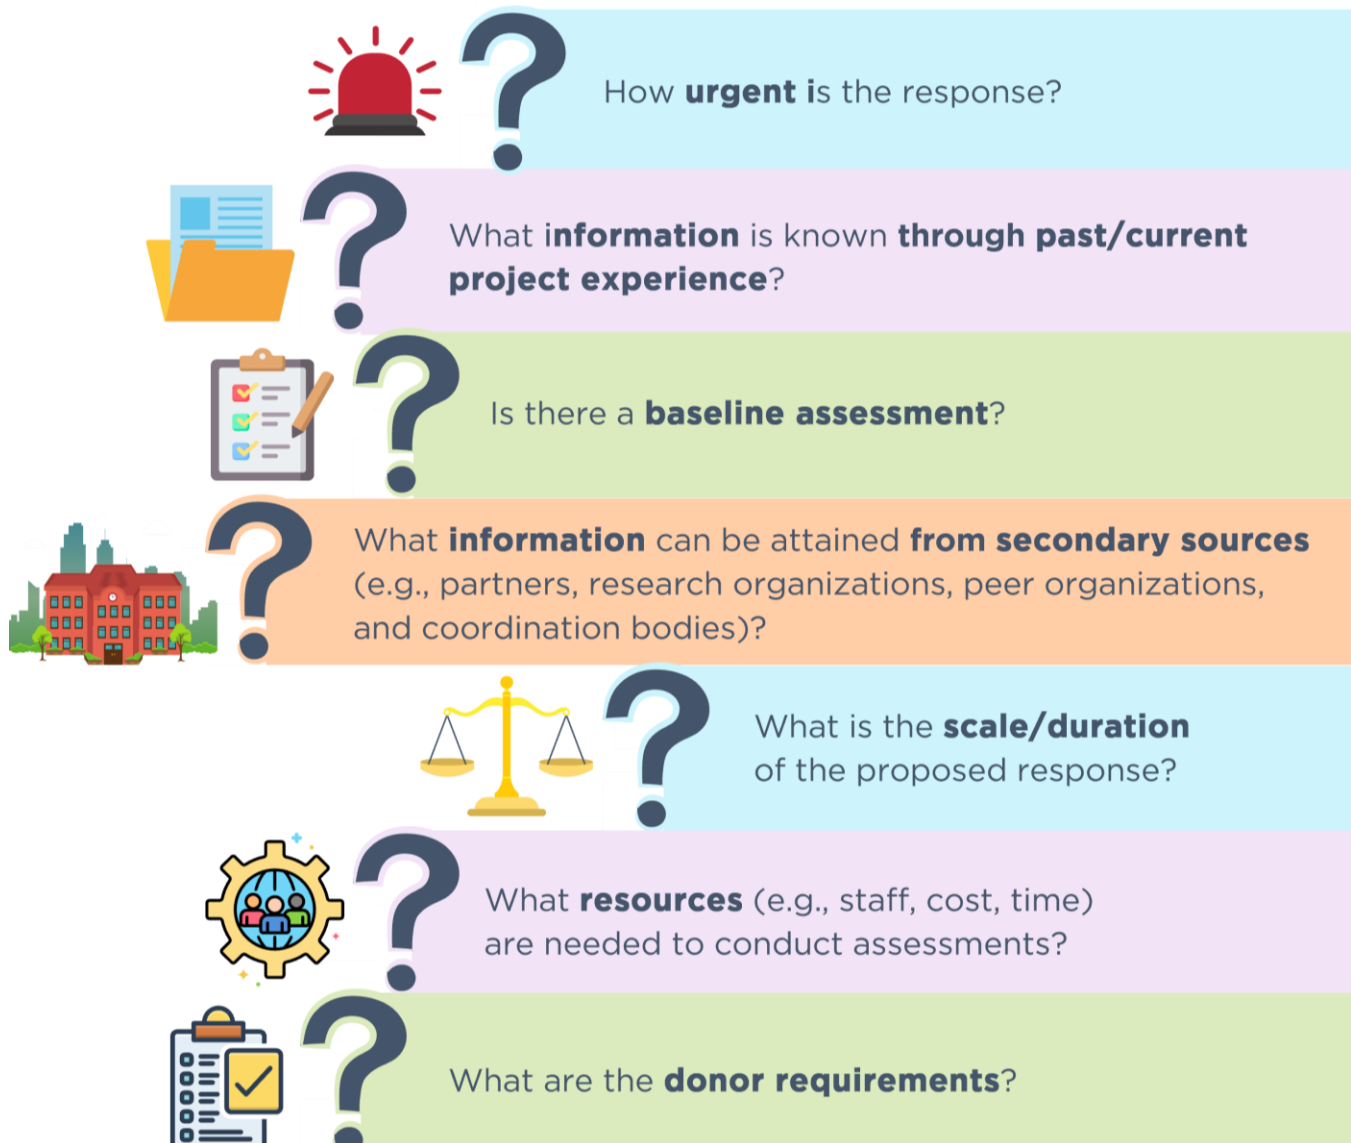 How urgent is the response?
What information is known through past/current
project experience?
Is there a baseline assessment?
What information can be attained from secondary sources
(e.g., partners, research organizations, peer organizations,
and coordination bodies)?
What is the scale/duration
of the proposed response?
What resources (e.g., staff, cost, time)
are needed to conduct assessments?
What are the donor requirements?